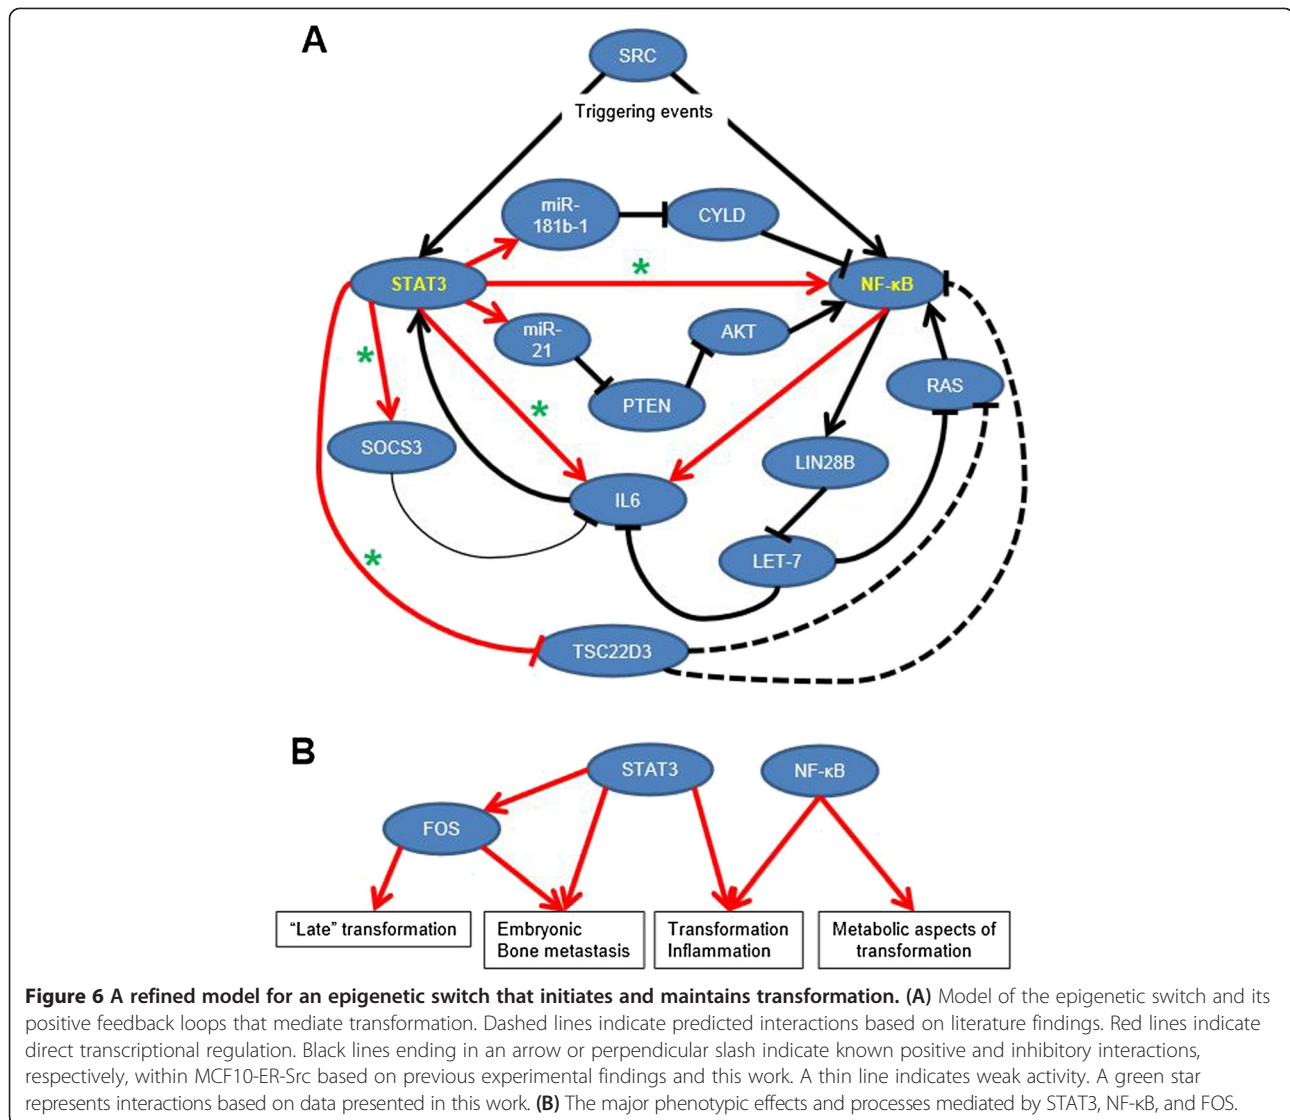 A
SRC
Triggering events
miR-
181b-1
CYLD
*
STAT3
NF-κB
miR-
21
AKT
*
RAS
PTEN
*
SOCS3
LIN28B
IL6
*
LET-7
TSC22D3
B
STAT3
NF-κB
FOS
“Late” transformation
Embryonic
Bone metastasis
Transformation
Inflammation
Metabolic aspects of
transformation
Figure 6 A refined model for an epigenetic switch that initiates and maintains transformation. (A) Model of the epigenetic switch and its
positive feedback loops that mediate transformation. Dashed lines indicate predicted interactions based on literature findings. Red lines indicate
direct transcriptional regulation. Black lines ending in an arrow or perpendicular slash indicate known positive and inhibitory interactions,
respectively, within MCF10-ER-Src based on previous experimental findings and this work. A thin line indicates weak activity. A green star
represents interactions based on data presented in this work. (B) The major phenotypic effects and processes mediated by STAT3, NF-κB, and FOS.